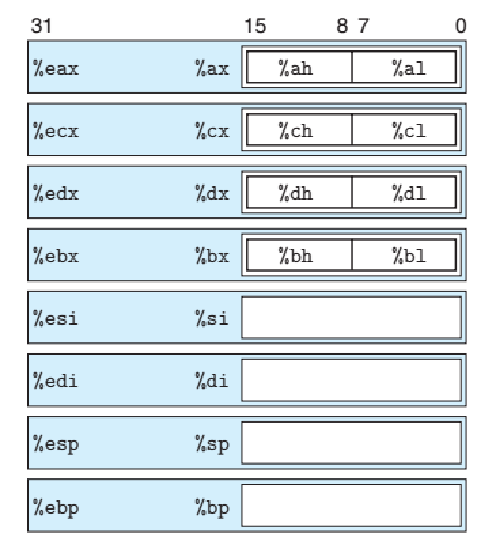 31 15 8 7 0
%eax %ax %ah %al
%ecx %cx %ch %cl
%edx %dx %dh %dl
%ebx %bx %bh %bl
%esi %si
%edi %di
%esp %sp
%ebp %bp